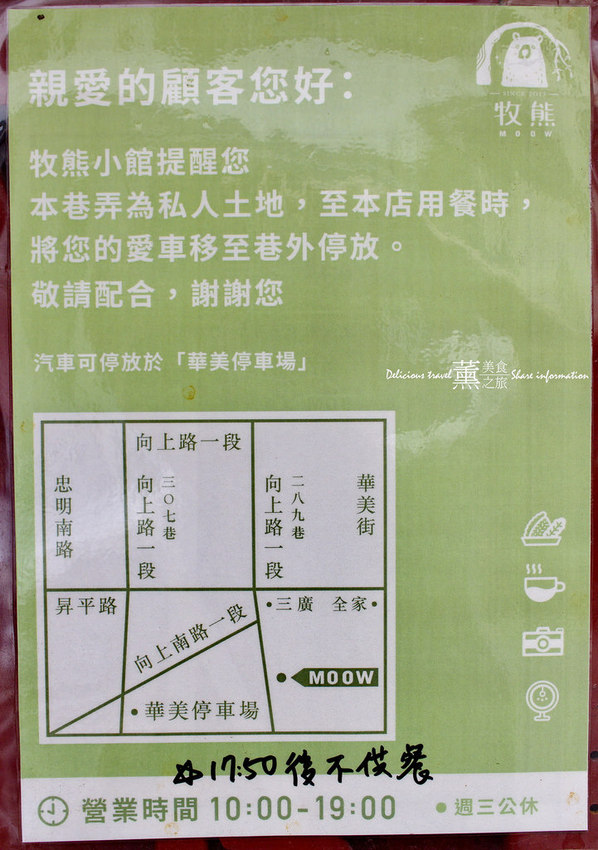 親愛的顧客您好：
SINCE 2013
牧熊
MOOW
牧熊小館提醒您
本巷弄為私人土地，至本店用餐時，
將您的愛車移至巷外停放。
敬請配合，謝謝您
汽車可停放於「華美停車場」
Delicious travel 薰 美食之旅 Share information
向上路一段
忠明南路
向上路一段
三〇七巷
向上路一段
二八九巷
華美街
昇平路
向上南路一段
•三廣
全家•
•MOOW
•華美停車場
☆17:50後不供餐
營業時間 10:00-19:00
•週三公休